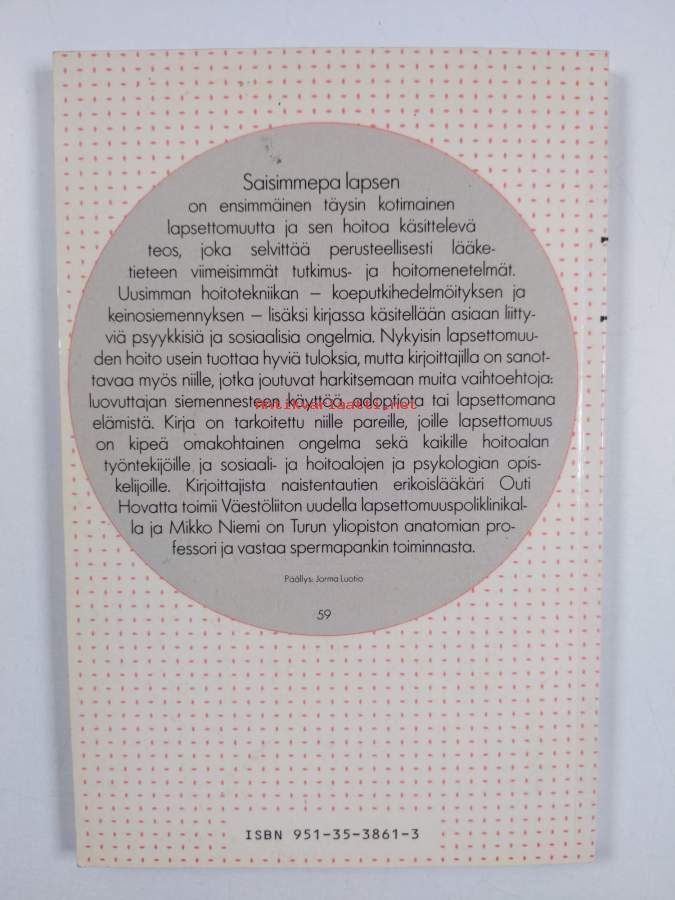 Saisimmepa lapsen
on ensimmäinen täysin kotimainen
lapsettomuutta ja sen hoitoa käsittelevä
teos, joka selvittää perusteellisesti lääke-
tieteen viimeisimmät tutkimus- ja hoitomenetelmät.
Uusimman hoitotekniikan – koeputkihedelmöityksen ja
keinosiemennyksen – lisäksi kirjassa käsitellään asiaan liitty-
viä psyykkisiä ja sosiaalisia ongelmia. Nykyisin lapsettomuu-
den hoito usein tuottaa hyviä tuloksia, mutta kirjoittajilla on sanot-
tavaa myös niille, jotka joutuvat harkitsemaan muita vaihtoehtoja:
luovuttajan siemennesteen käyttöä, adoptiota tai lapsettomana
Antikvariaatti.net
elämistä. Kirja on tarkoitettu niille pareille, joille lapsettomuus
on kipeä omakohtainen ongelma sekä kaikille hoitoalan
työntekijöille ja sosiaali- ja hoitoalojen ja psykologian opis-
kelijoille. Kirjoittajista naistentautien erikoislääkäri Outi
Hovatta toimii Väestöliiton uudella lapsettomuuspoliklinikal-
la ja Mikko Niemi on Turun yliopiston anatomian pro-
fessori ja vastaa spermapankin toiminnasta.
Päällys: Jorma Luotio
59
ISBN 951-35-3861-3